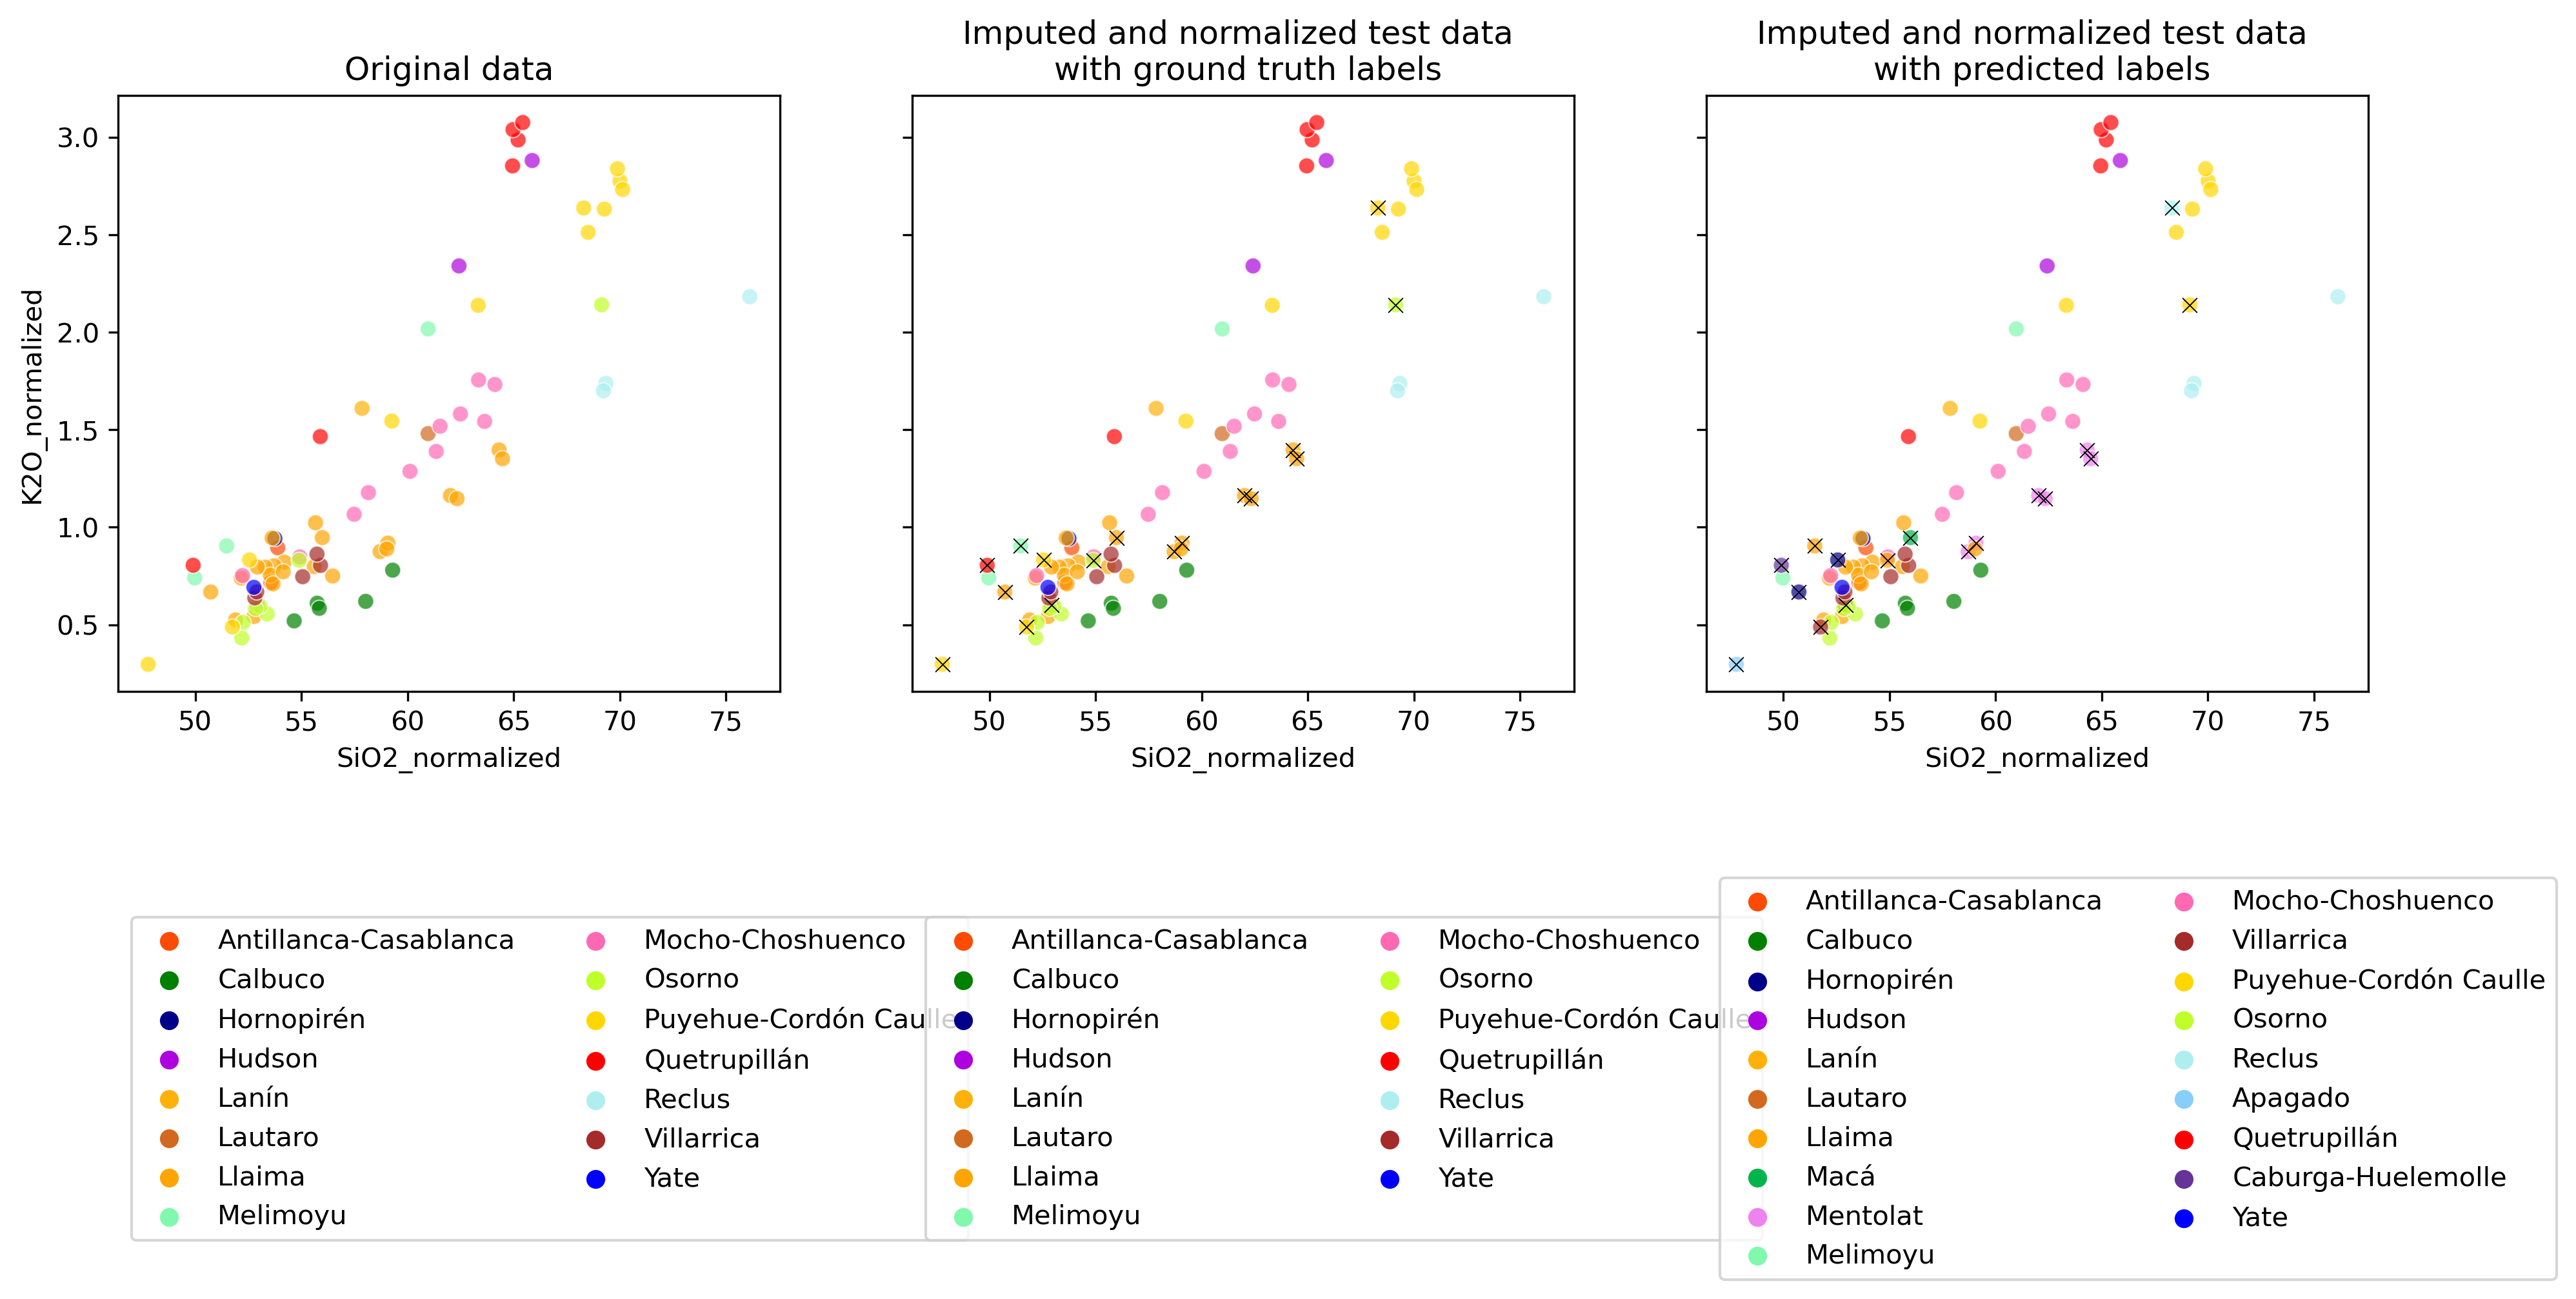 Original data
Imputed and normalized test data
with ground truth labels
Imputed and normalized test data
with predicted labels
K2O_normalized
3.0
2.5
2.0
1.5
1.0
0.5
50 55 60 65 70 75
SiO2_normalized
50 55 60 65 70 75
SiO2_normalized
50 55 60 65 70 75
SiO2_normalized
Antillanca-Casablanca
Calbuco
Hornopirén
Hudson
Lanín
Lautaro
Llaima
Melimoyu
Mocho-Choshuenco
Osorno
Puyehue-Cordón Caulle
Quetrupillán
Reclus
Villarrica
Yate
Antillanca-Casablanca
Calbuco
Hornopirén
Hudson
Lanín
Lautaro
Llaima
Melimoyu
Mocho-Choshuenco
Osorno
Puyehue-Cordón Caulle
Quetrupillán
Reclus
Villarrica
Yate
Antillanca-Casablanca
Calbuco
Hornopirén
Hudson
Lanín
Lautaro
Llaima
Macá
Mentolat
Melimoyu
Mocho-Choshuenco
Villarrica
Puyehue-Cordón Caulle
Osorno
Reclus
Apagado
Quetrupillán
Caburga-Huelemolle
Yate